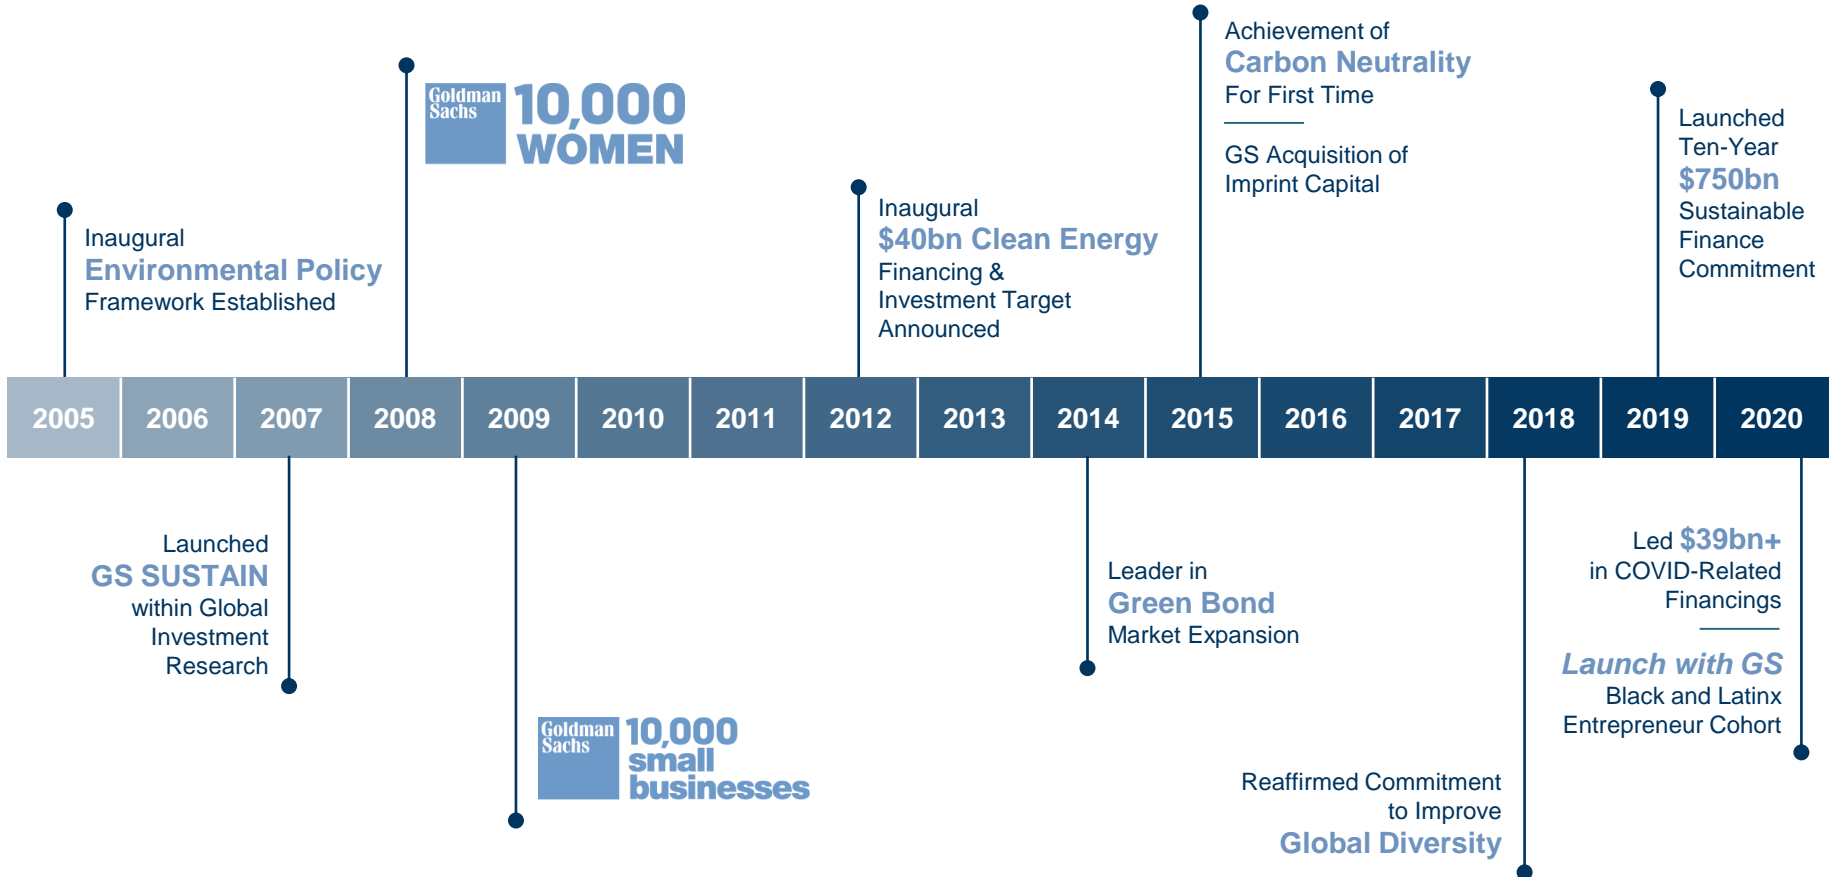 Achievement of
Carbon Neutrality
For First Time
GS Acquisition of
Imprint Capital
Goldman
Sachs
10,000
WOMEN
Launched
Ten-Year
$750bn
Sustainable
Finance
Commitment
Inaugural
$40bn Clean Energy
Financing &
Investment Target
Announced
Inaugural
Environmental Policy
Framework Established
2005 2006 2007 2008 2009 2010 2011 2012 2013 2014 2015 2016 2017 2018 2019 2020
Launched
GS SUSTAIN
within Global
Investment
Research
Goldman
Sachs
10,000
small
businesses
Leader in
Green Bond
Market Expansion
Reaffirmed Commitment
to Improve
Global Diversity
Led $39bn+
in COVID-Related
Financings
Launch with GS
Black and Latinx
Entrepreneur Cohort